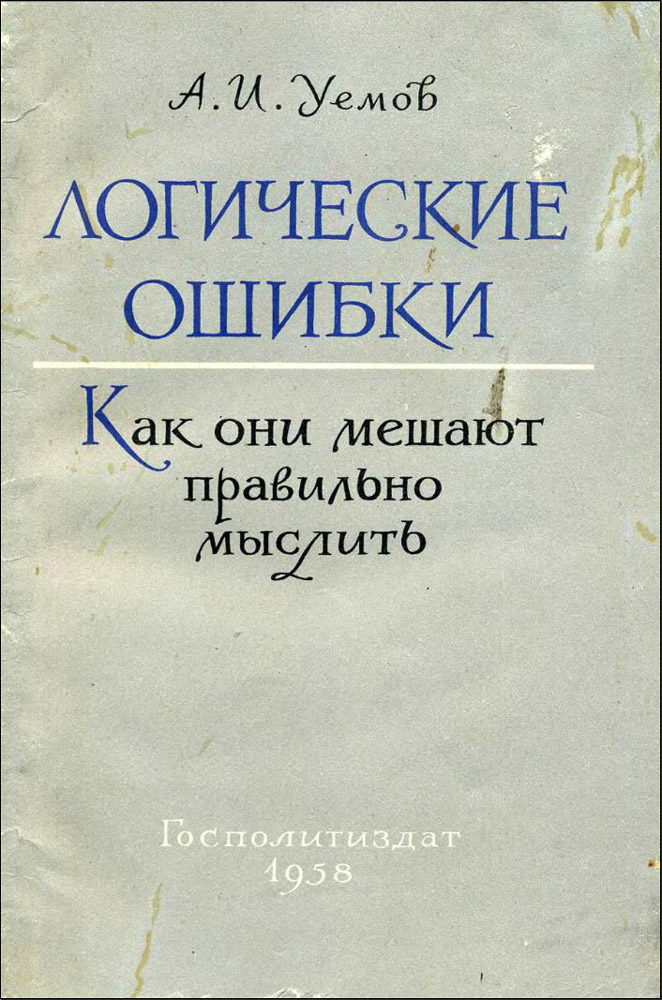 А. И. Уемов
ЛОГИЧЕСКИЕ
ОШИБКИ
Как они мешают
правильно
мыслить
Госполитиздат
1958